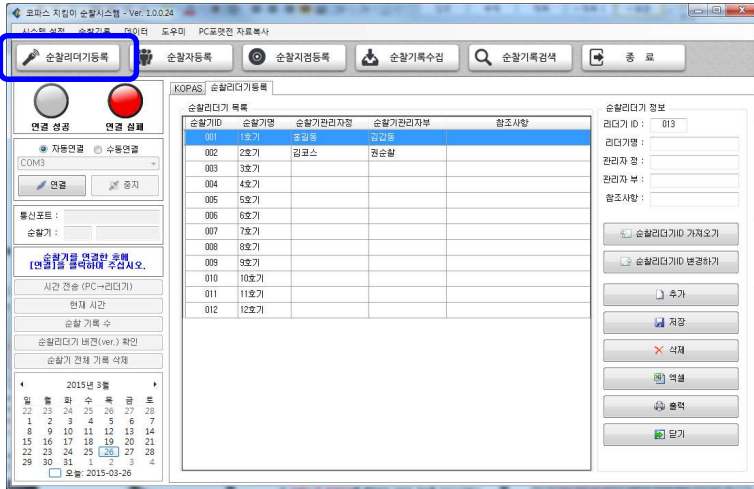 코파스 지킴이 순찰시스템 - Ver. 1.0.0.24
시스템 설정 순찰기록 데이터 도우미 PC포맷전 자료복사
순찰리더기등록 순찰자등록 순찰지점등록 순찰기록수집 순찰기록검색 종 료
연결 성공 연결 실패
자동연결 수동연결
COM3
연결 중지
통신포트 :
순찰기 :
순찰기를 연결한 후에
[연결]을 클릭하며 주십시오.
시간 전송 (PC→리더기)
현재 시간
순찰 기록 수
순찰리더기 버젼(ver.) 확인
순찰기 전체 기록 삭제
2015년 3월
일 월 화 수 목 금 토
22 23 24 25 26 27 28
1 2 3 4 5 6 7
8 9 10 11 12 13 14
15 16 17 18 19 20 21
22 23 24 25 26 27 28
29 30 31 1 2 3 4
오늘: 2015-03-26
KOPAS 순찰리더기등록
순찰리더기 목록
순찰기ID 순찰기명 순찰기관리자정 순찰기관리자부 참조사항
001 1호기 홍길동 김갑동
002 2호기 김코스 권순찰
003 3호기
004 4호기
005 5호기
006 6호기
007 7호기
008 8호기
009 9호기
010 10호기
011 11호기
012 12호기
순찰리더기 정보
리더기 ID : 013
리더기명 :
관리자 정 :
관리자 부 :
참조사항 :
순찰리더기ID 가져오기
순찰리더기ID 변경하기
추가
저장
삭제
엑셀
출력
닫기